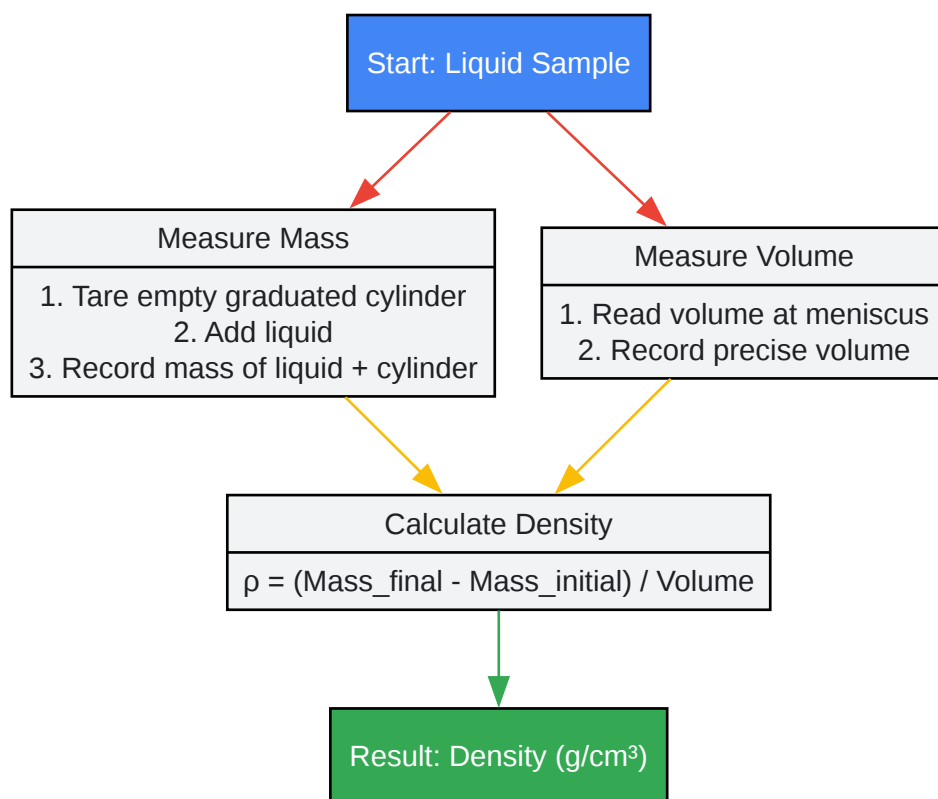 Start: Liquid Sample
Measure Mass
1. Tare empty graduated cylinder
2. Add liquid
3. Record mass of liquid + cylinder
Measure Volume
1. Read volume at meniscus
2. Record precise volume
Calculate Density
ρ = (Mass_final - Mass_initial) / Volume
Result: Density (g/cm³)